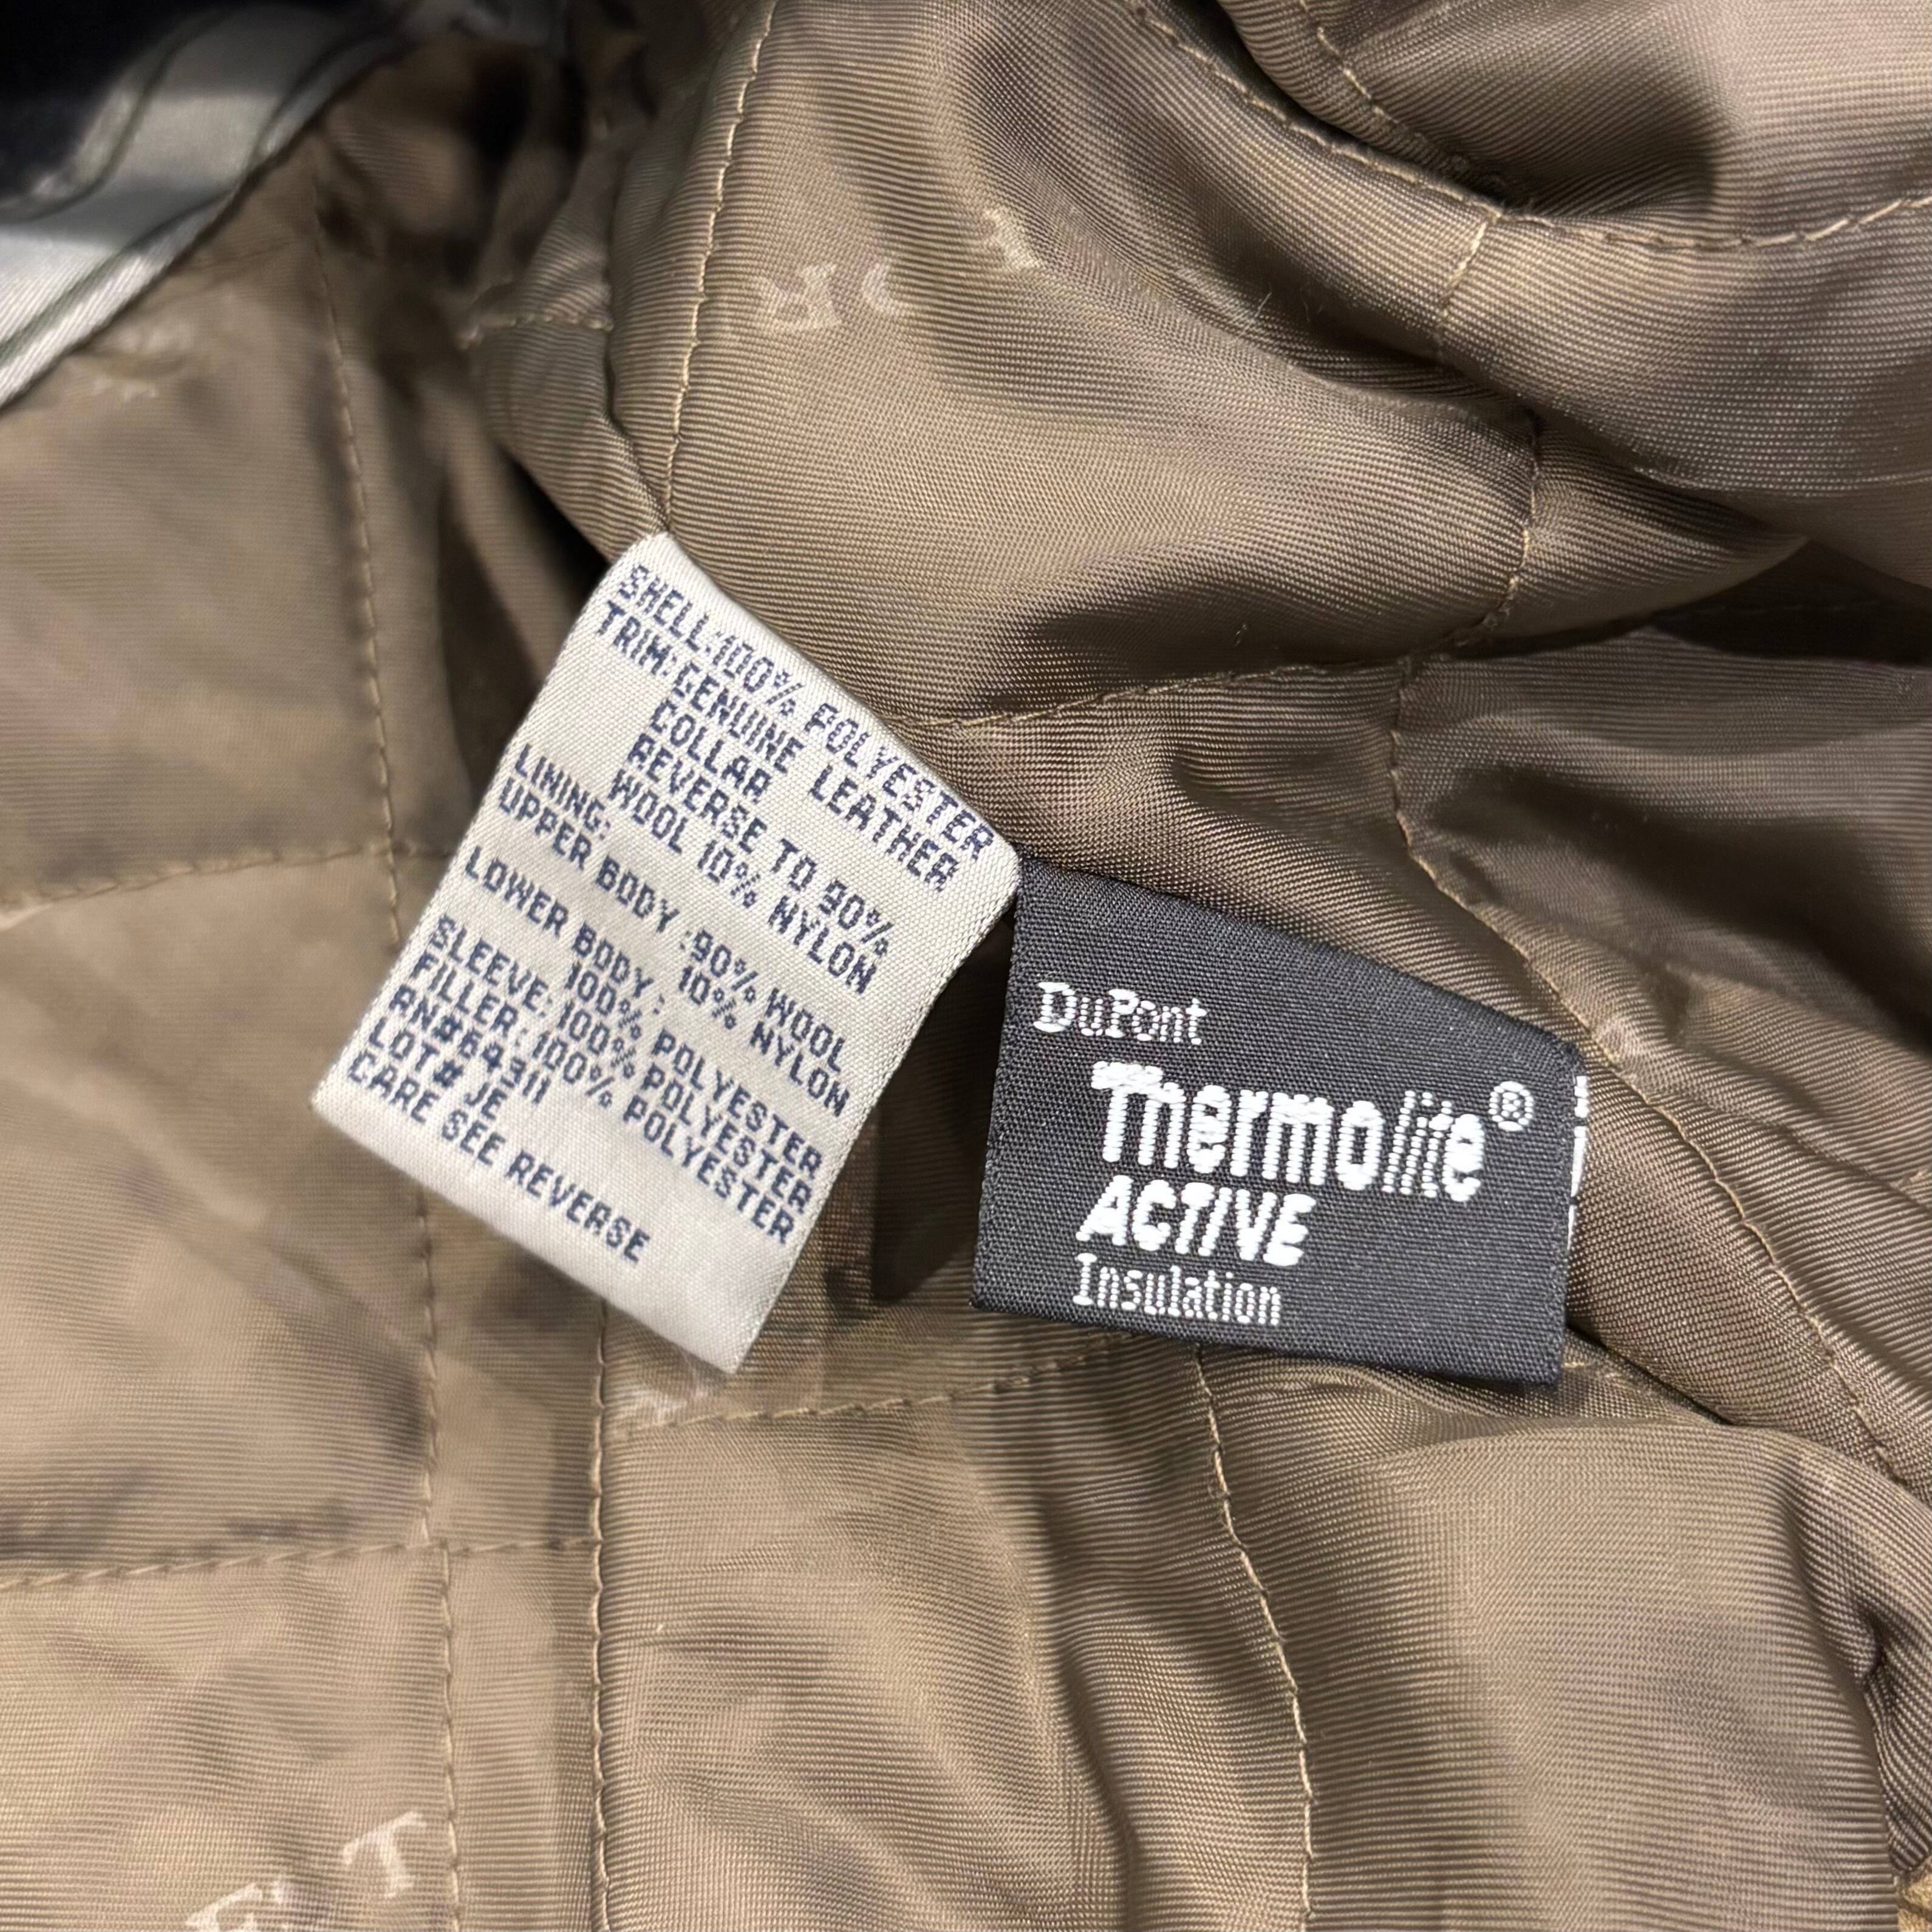 SHELL:100% POLYESTER
TRIM:GENUINE LEATHER
COLLAR
REVERSE TO 90%
WOOL 10% NYLON
LINING:
UPPER BODY:90% WOOL
10% NYLON
LOWER BODY:
100% POLYESTER
SLEEVE:100% POLYESTER
FILLER:100% POLYESTER
RN#64311
LOT# JE
CARE SEE REVERSE
DuPont
Thermolite®
ACTIVE
Insulation